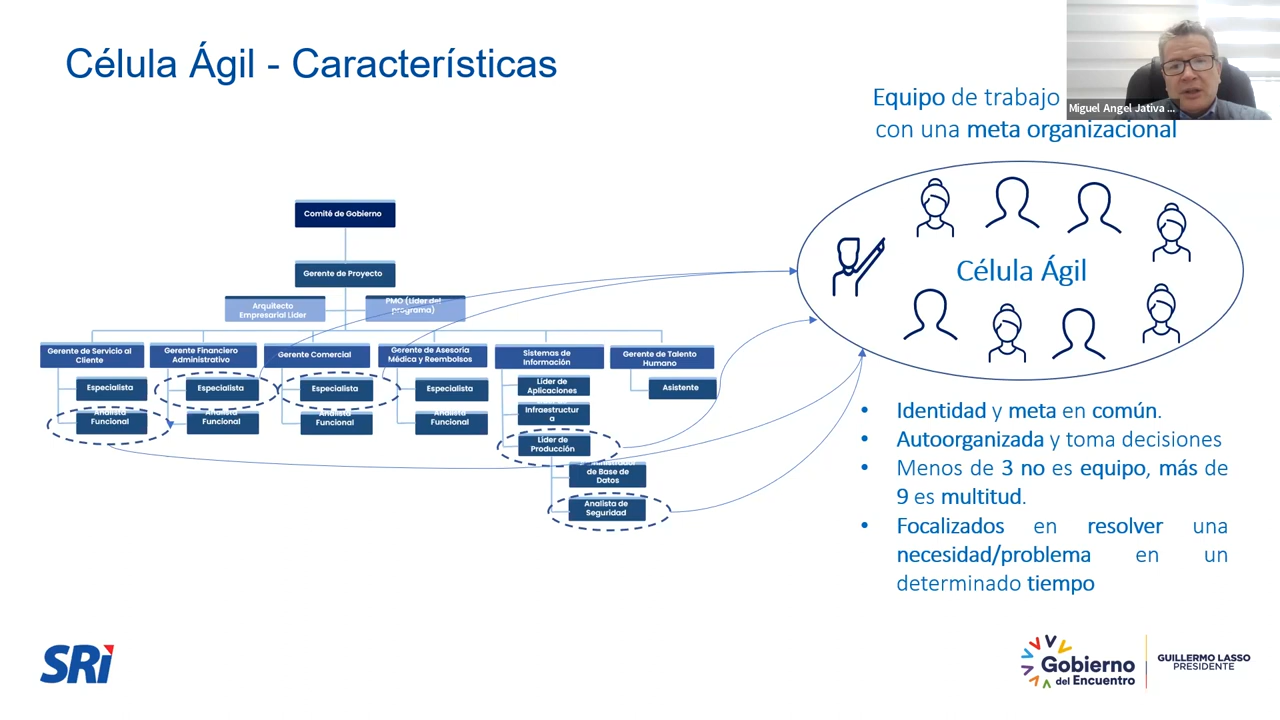 Célula Ágil - Características
Equipo de trabajo
con una meta organizacional
Miguel Angel Jativa ...
Comité de Gobierno
Gerente de Proyecto
Arquitecto
Empresarial Líder
PMO (Líder del
programa)
Gerente de Servicio al
Cliente
Gerente Financiero
Administrativo
Gerente Comercial
Gerente de Asesoria
Médica y Reembolsos
Sistemas de
Información
Gerente de Talento
Humano
Especialista
Especialista
Especialista
Especialista
Líder de
Aplicaciones
Asistente
Analista
Funcional
Analista
Funcional
Analista
Funcional
Analista
Funcional
Infraestructur
a
Líder de
Producción
de Base de
Datos
Analista de
Seguridad
Célula Ágil
• Identidad y meta en común.
• Autoorganizada y toma decisiones
• Menos de 3 no es equipo, más de
9 es multitud.
• Focalizados en resolver una
necesidad/problema en un
determinado tiempo
SRi
Gobierno
del Encuentro
GUILLERMO LASSO
PRESIDENTE